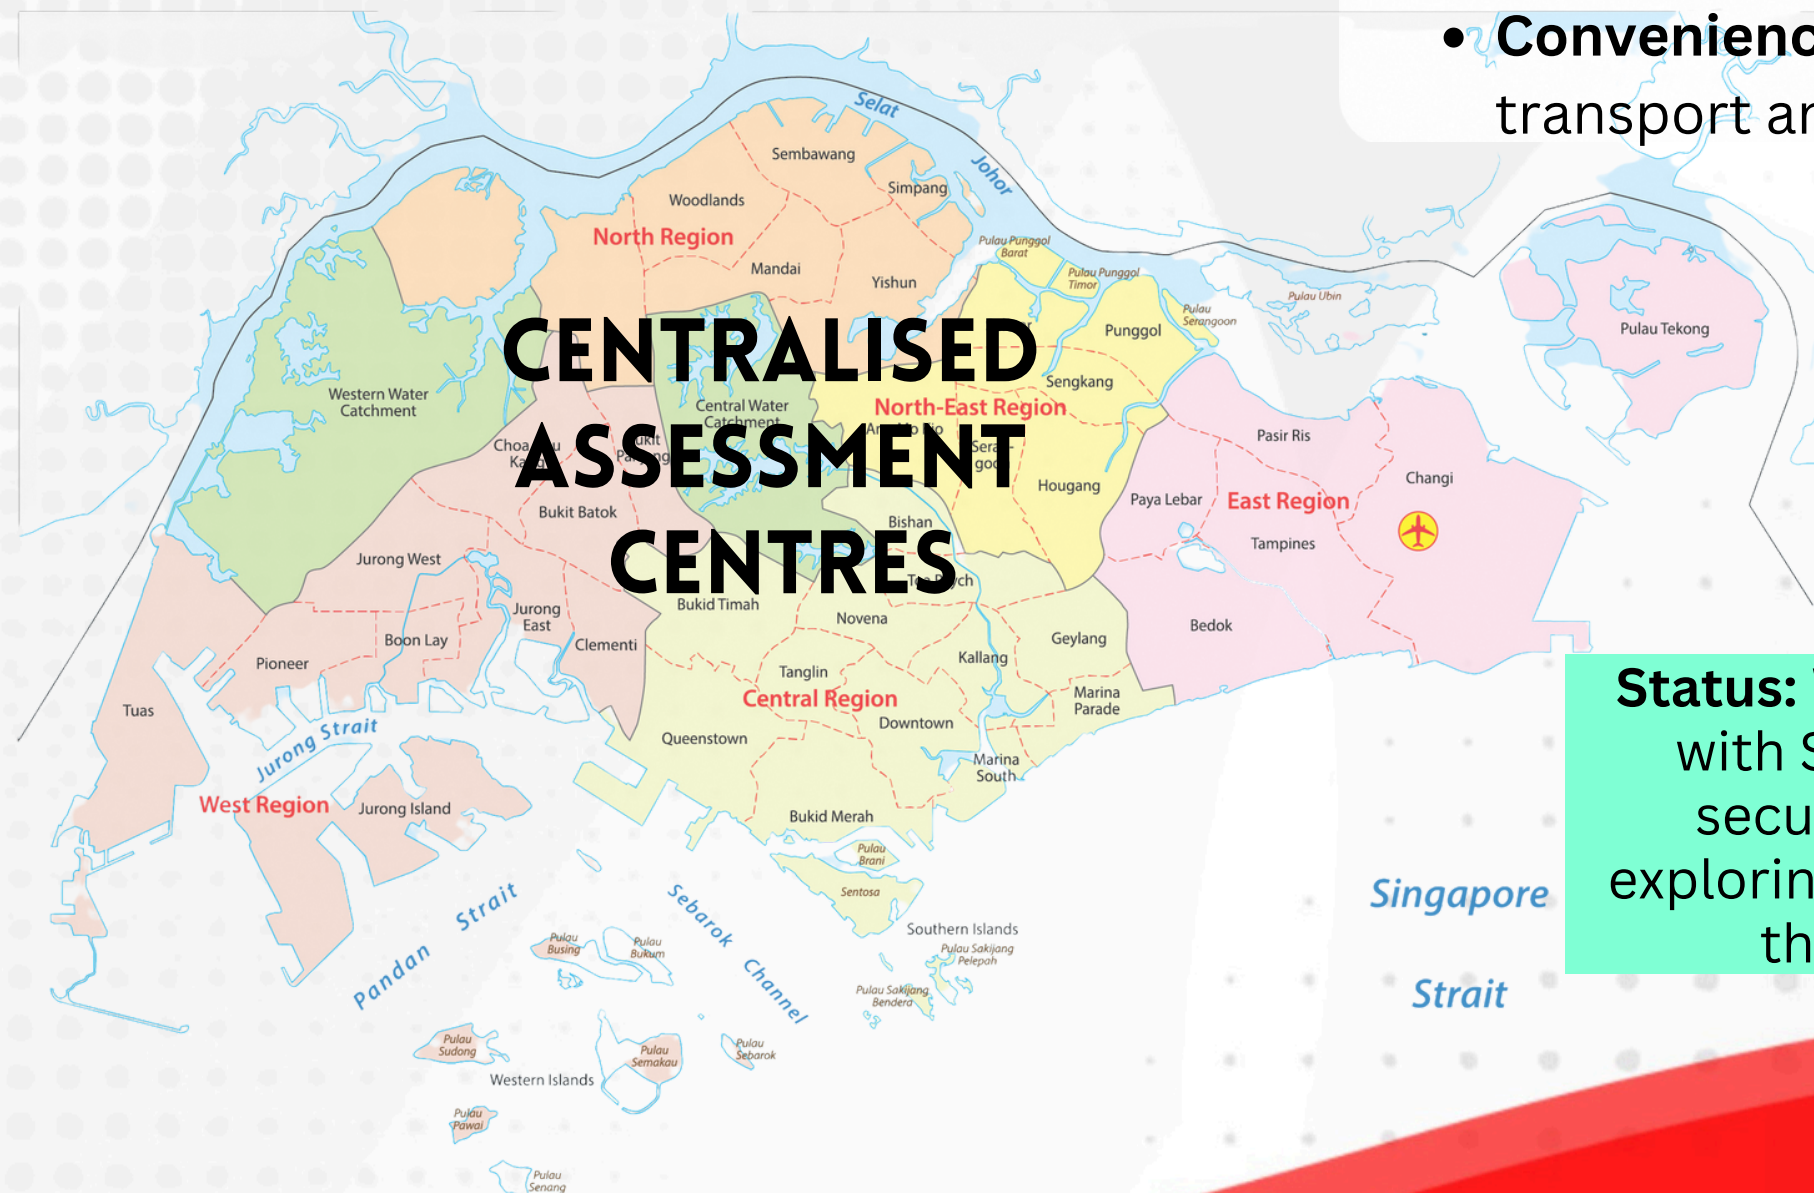 • Convenienc
transport ar
Selat
Johor
Sembawang
Simpang
Woodlands
North Region
Mandai
Yishun
Pulau Punggol
Barat
Pulau Punggol
Timor
Pulau
Serangoon
Pulau Ubin
Pulau Tekong
Punggol
Sengkang
CENTRALISED
ASSESSMENT
CENTRES
Western Water
Catchment
Central Water
Catchment
North-East Region
Hougang
Pasir Ris
Changi
Paya Lebar
East Region
Tampines
Bedok
Bukit Batok
Bishan
Jurong West
Jurong
East
Clementi
Boon Lay
Pioneer
Tuas
Bukid Timah
Novena
Kallang
Geylang
Tanglin
Central Region
Downtown
Marina
Parade
Queenstown
Marina
South
Bukid Merah
Jurong Strait
West Region
Jurong Island
Pulau
Brani
Sentosa
Southern Islands
Pulau Sakijang
Pelepah
Pulau Sakijang
Bendera
Pandan Strait
Sebarok Channel
Pulau
Busing
Pulau
Bukum
Pulau
Sudong
Pulau
Semakau
Pulau
Sebarok
Western Islands
Pulau
Pawai
Pulau
Senang
Singapore
Strait
Status:
with S
secu
explorin
th